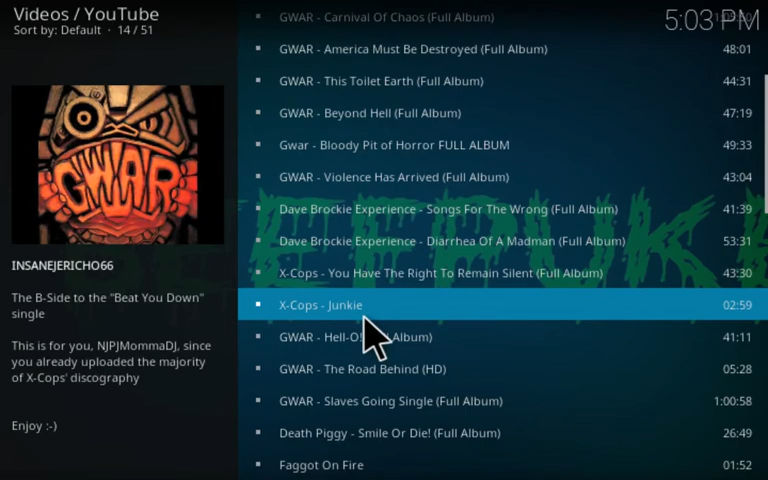 Videos / YouTube
Sort by: Default · 14 / 51
5:03 PM
GWAR
INSANEJERICHO66
The B-Side to the "Beat You Down"
single
This is for you, NJPJMommaDJ, since
you already uploaded the majority
of X-Cops' discography
Enjoy :-)
GWAR - Carnival Of Chaos (Full Album)
GWAR - America Must Be Destroyed (Full Album) 48:01
GWAR - This Toilet Earth (Full Album) 44:31
GWAR - Beyond Hell (Full Album) 47:19
Gwar - Bloody Pit of Horror FULL ALBUM 49:33
GWAR - Violence Has Arrived (Full Album) 43:04
Dave Brockie Experience - Songs For The Wrong (Full Album) 41:39
Dave Brockie Experience - Diarrhea Of A Madman (Full Album) 53:31
X-Cops - You Have The Right To Remain Silent (Full Album) 43:30
X-Cops - Junkie 02:59
GWAR - Hell-O! Album) 41:11
GWAR - The Road Behind (HD) 05:28
GWAR - Slaves Going Single (Full Album) 1:00:58
Death Piggy - Smile Or Die! (Full Album) 26:49
Faggot On Fire 01:52